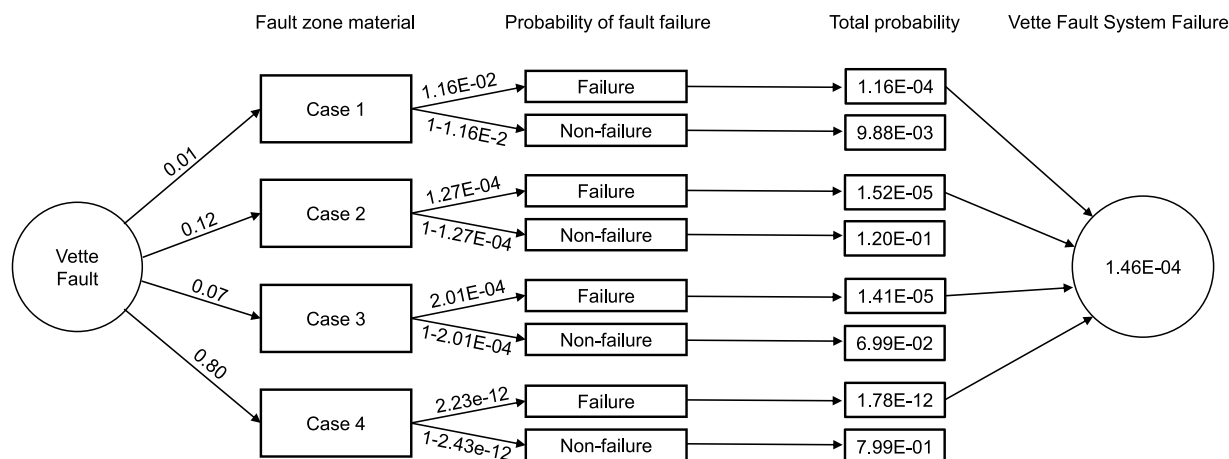 Fault zone material
Probability of fault failure
Total probability
Vette Fault System Failure
Vette
Fault
0.01
0.12
0.07
0.80
Case 1
1.16E-02
1-1.16E-2
Failure
Non-failure
1.16E-04
9.88E-03
Case 2
1.27E-04
1-1.27E-04
Failure
Non-failure
1.52E-05
1.20E-01
Case 3
2.01E-04
1-2.01E-04
Failure
Non-failure
1.41E-05
6.99E-02
Case 4
2.23e-12
1-2.43e-12
Failure
Non-failure
1.78E-12
7.99E-01
1.46E-04